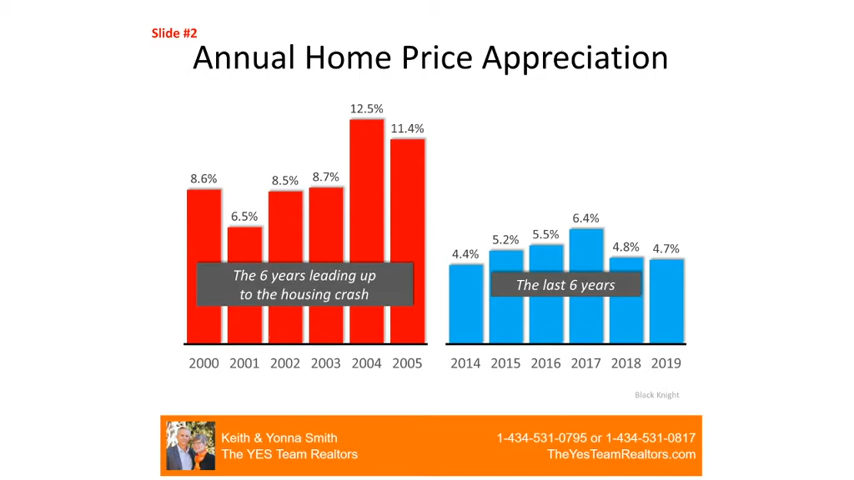 Slide #2
Annual Home Price Appreciation
8.6%
6.5%
8.5%
8.7%
12.5%
11.4%
4.4%
5.2%
5.5%
6.4%
4.8%
4.7%
The 6 years leading up
to the housing crash
The last 6 years
2000 2001 2002 2003 2004 2005 2014 2015 2016 2017 2018 2019
Black Knight
Keith & Yonna Smith
The YES Team Realtors
1-434-531-0795 or 1-434-531-0817
TheYesTeamRealtors.com